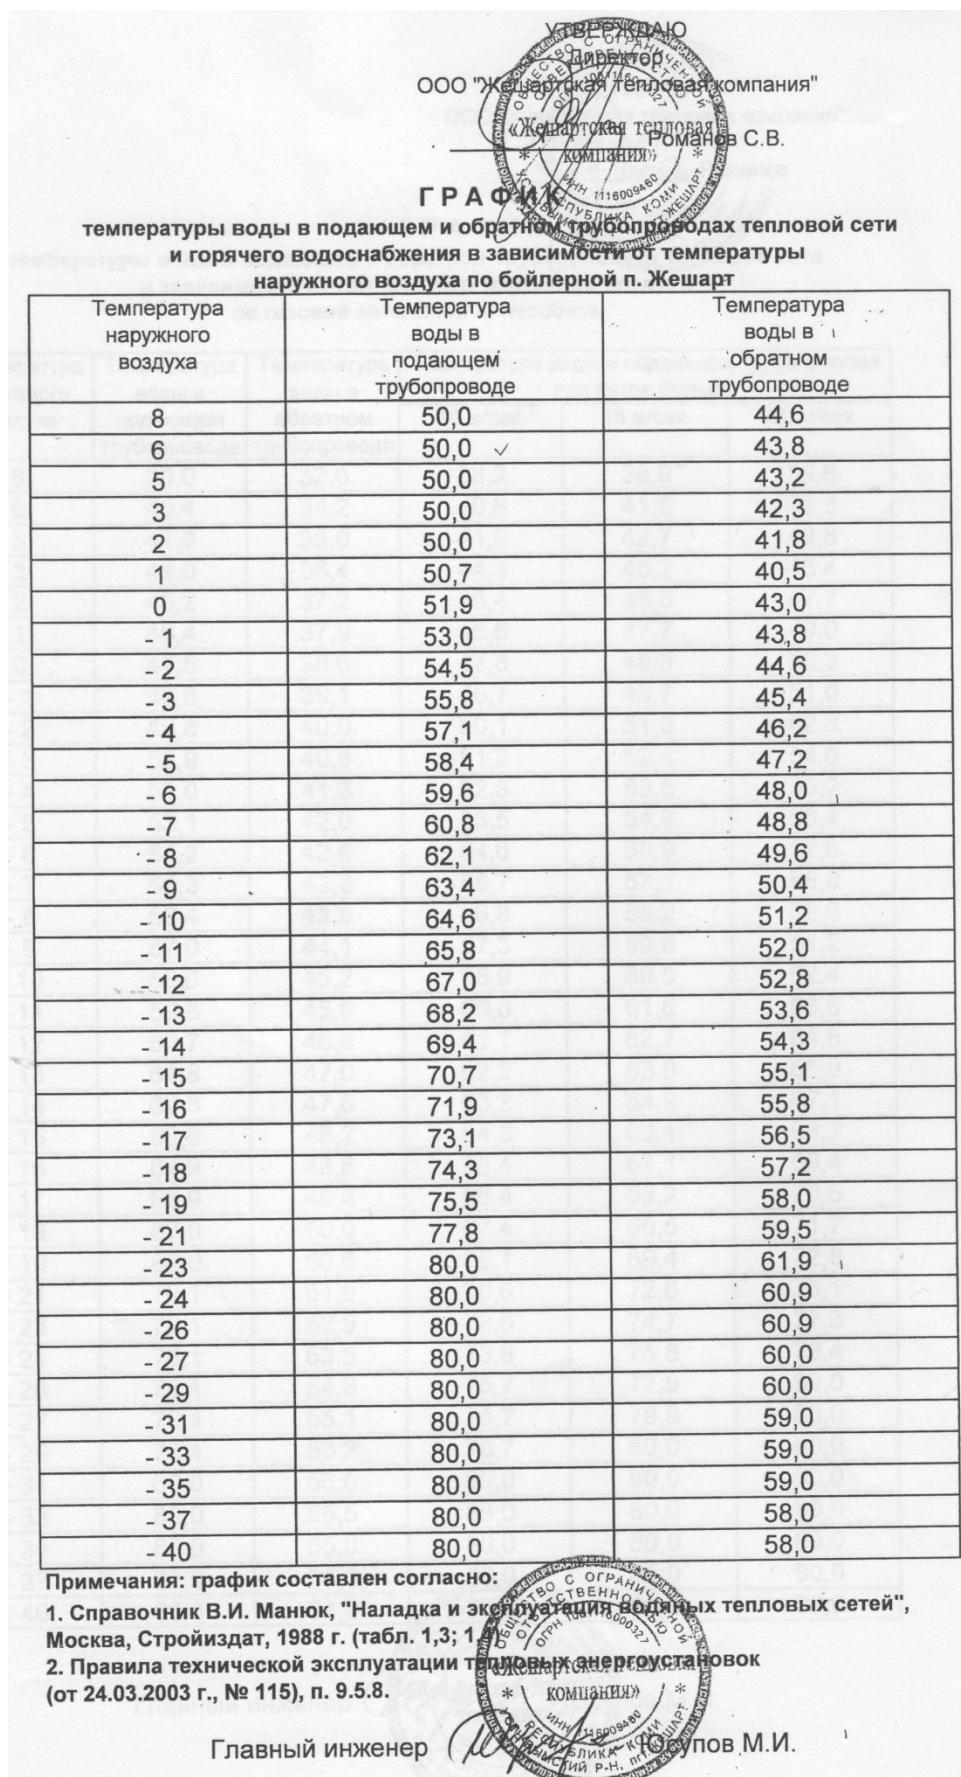 УТВЕРЖДАЮ
Директор
ООО "Жешартская тепловая компания"
«Жешартская тепловая
компания»
Романов С.В.
ИНН 1116009460
Г Р А Ф И К
температуры воды в подающем и обратном трубопроводах тепловой сети
и горячего водоснабжения в зависимости от температуры
наружного воздуха по бойлерной п. Жешарт
Температура наружного воздуха Температура воды в подающем трубопроводе Температура воды в обратном трубопроводе
8 50,0 44,6
6 50,0 43,8
5 50,0 43,2
3 50,0 42,3
2 50,0 41,8
1 50,7 40,5
0 51,9 43,0
- 1 53,0 43,8
- 2 54,5 44,6
- 3 55,8 45,4
- 4 57,1 46,2
- 5 58,4 47,2
- 6 59,6 48,0
- 7 60,8 48,8
- 8 62,1 49,6
- 9 63,4 50,4
- 10 64,6 51,2
- 11 65,8 52,0
- 12 67,0 52,8
- 13 68,2 53,6
- 14 69,4 54,3
- 15 70,7 55,1
- 16 71,9 55,8
- 17 73,1 56,5
- 18 74,3 57,2
- 19 75,5 58,0
- 21 77,8 59,5
- 23 80,0 61,9
- 24 80,0 60,9
- 26 80,0 60,9
- 27 80,0 60,0
- 29 80,0 60,0
- 31 80,0 59,0
- 33 80,0 59,0
- 35 80,0 59,0
- 37 80,0 58,0
- 40 80,0 58,0
Примечания: график составлен согласно:
1. Справочник В.И. Манюк, "Наладка и эксплуатация водяных тепловых сетей",
Москва, Стройиздат, 1988 г. (табл. 1,3; 1,4)
2. Правила технической эксплуатации тепловых энергоустановок
(от 24.03.2003 г., № 115), п. 9.5.8.
компания»
Главный инженер Юсупов М.И.